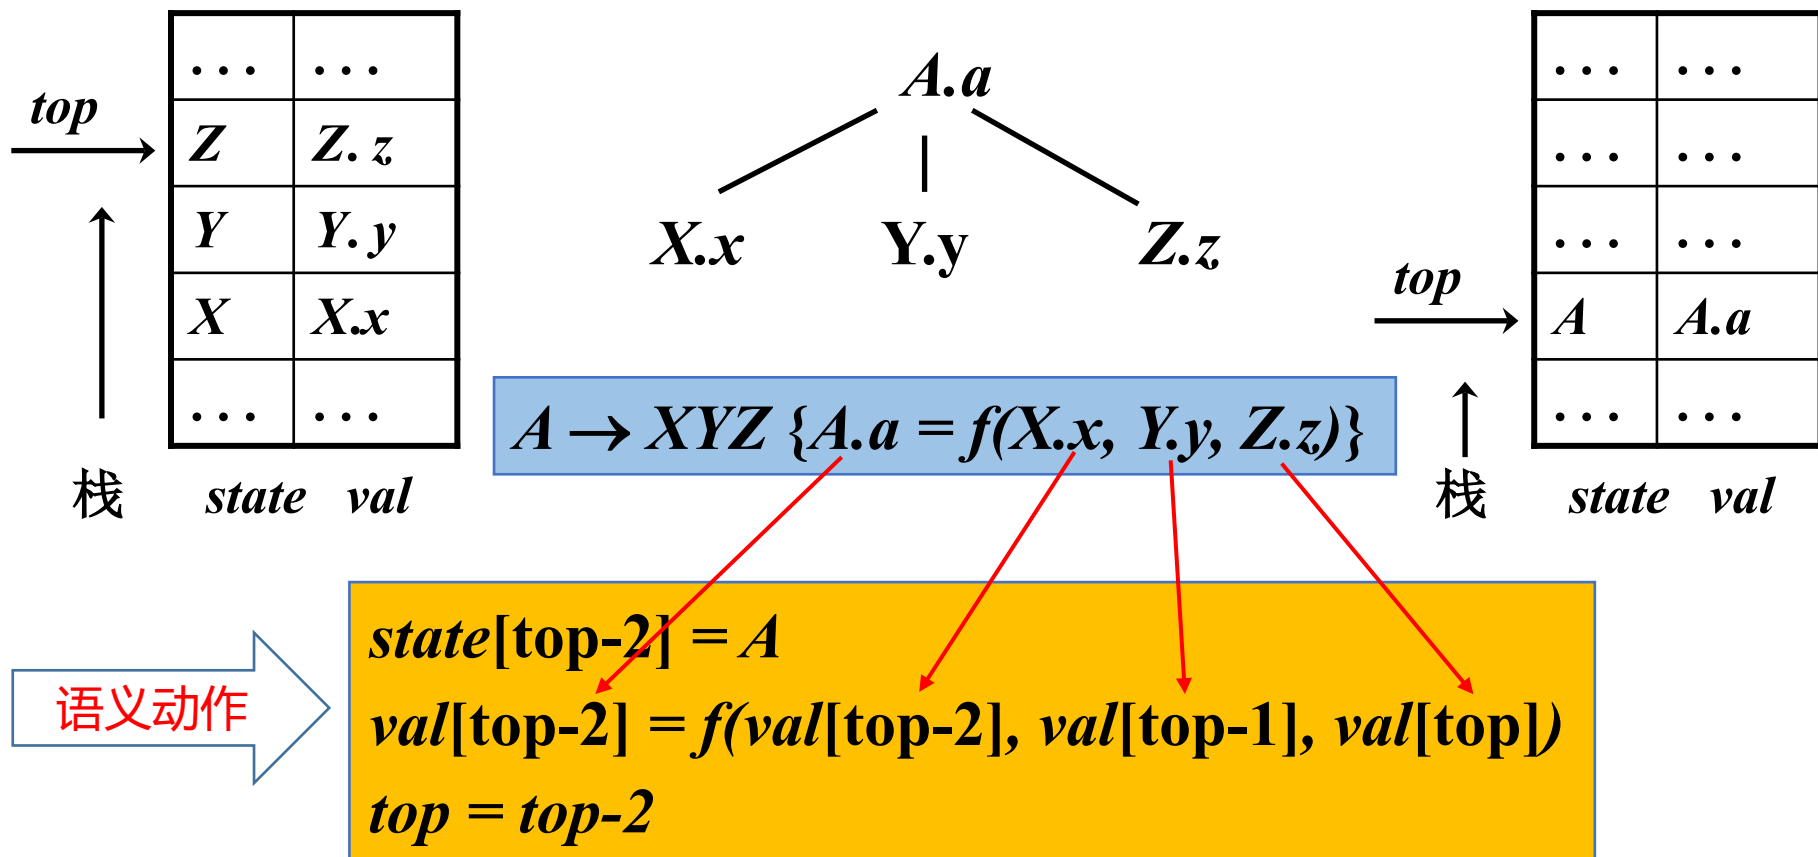 top
... ...
Z Z.z
Y Y.y
X X.x
... ...
栈 state val
A.a
X.x Y.y Z.z
top
... ...
... ...
... ...
A A.a
... ...
栈 state val
A → XYZ {A.a = f(X.x, Y.y, Z.z)}
语义动作
state[top-2] = A
val[top-2] = f(val[top-2], val[top-1], val[top])
top = top-2